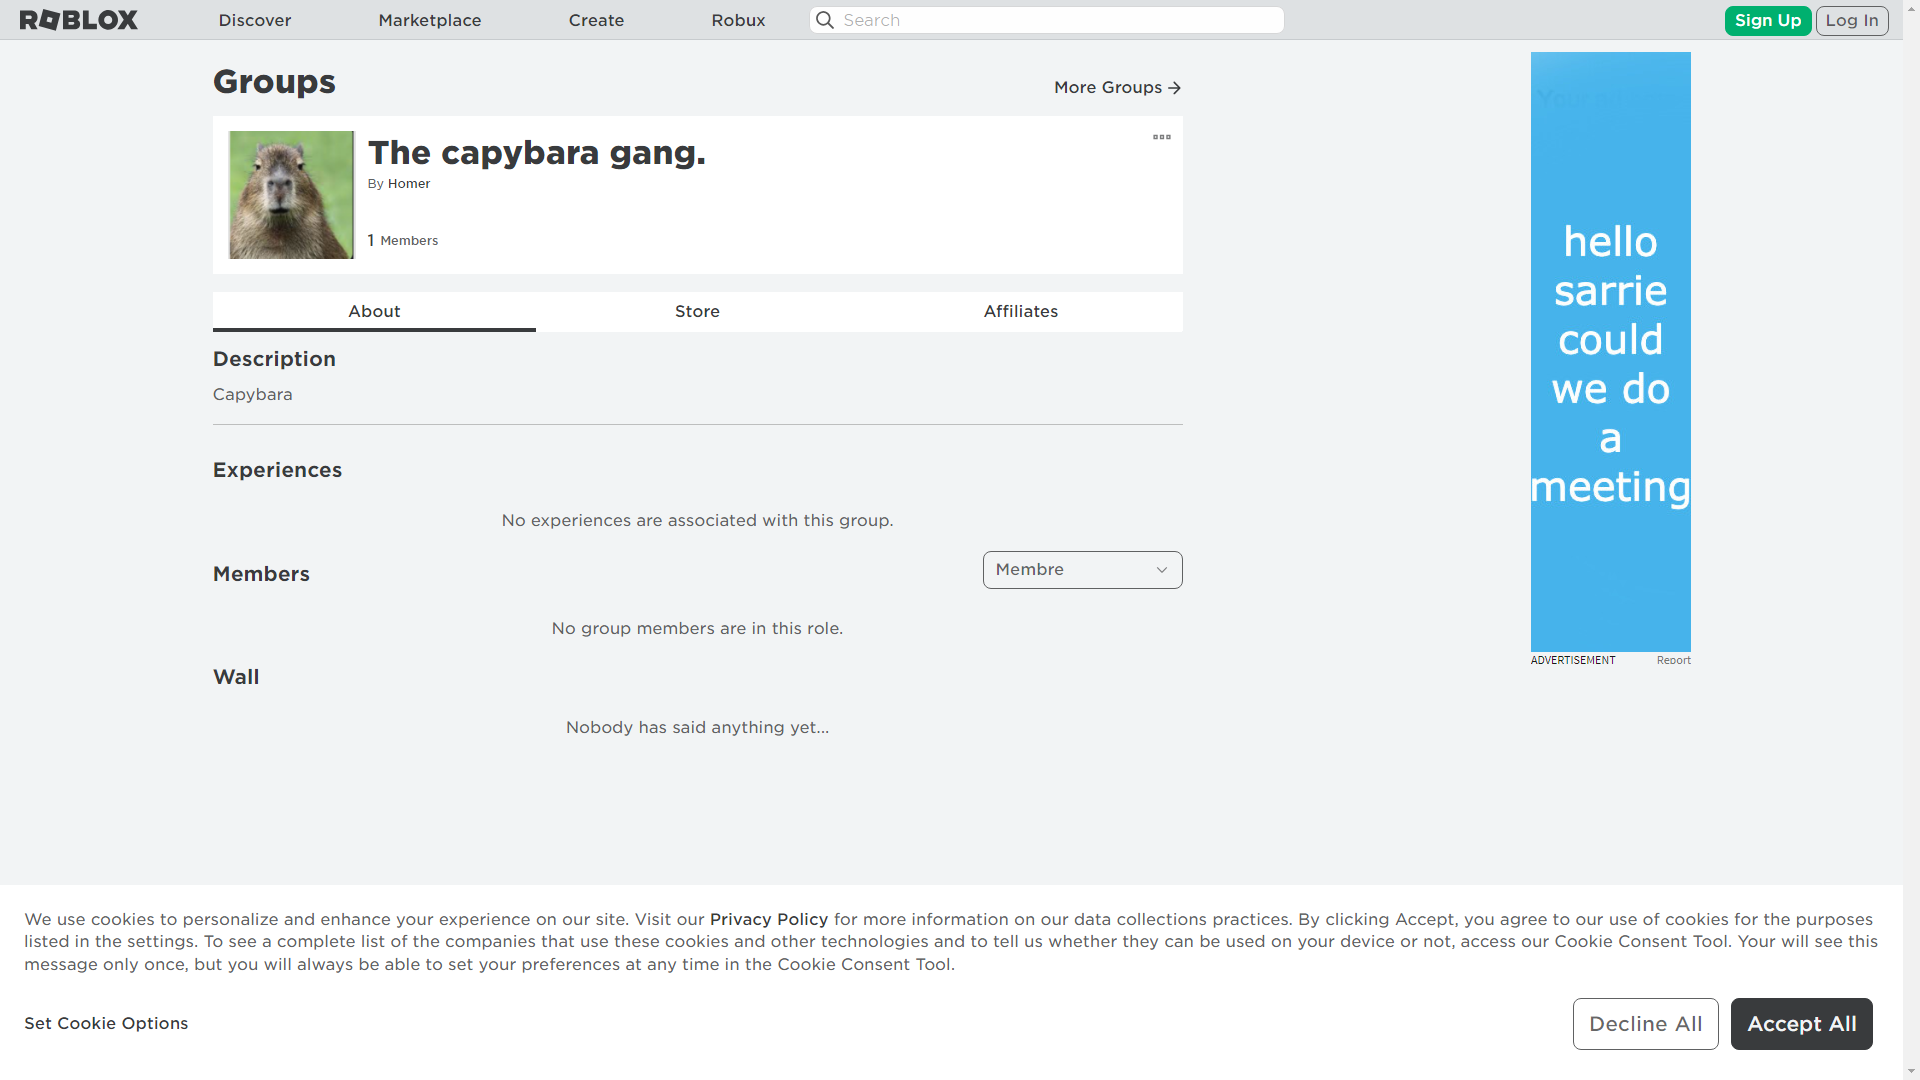 ROBLOX
Discover
Marketplace
Create
Robux
Search
Sign Up
Log In
Groups
More Groups
The capybara gang.
By Homer
1 Members
About
Store
Affiliates
Description
Capybara
Experiences
No experiences are associated with this group.
Members
Membre
No group members are in this role.
Wall
Nobody has said anything yet...
hello
sarrie
could
we do
a
meeting
ADVERTISEMENT
Report
We use cookies to personalize and enhance your experience on our site. Visit our Privacy Policy for more information on our data collections practices. By clicking Accept, you agree to our use of cookies for the purposes
listed in the settings. To see a complete list of the companies that use these cookies and other technologies and to tell us whether they can be used on your device or not, access our Cookie Consent Tool. Your will see this
message only once, but you will always be able to set your preferences at any time in the Cookie Consent Tool.
Set Cookie Options
Decline All
Accept All